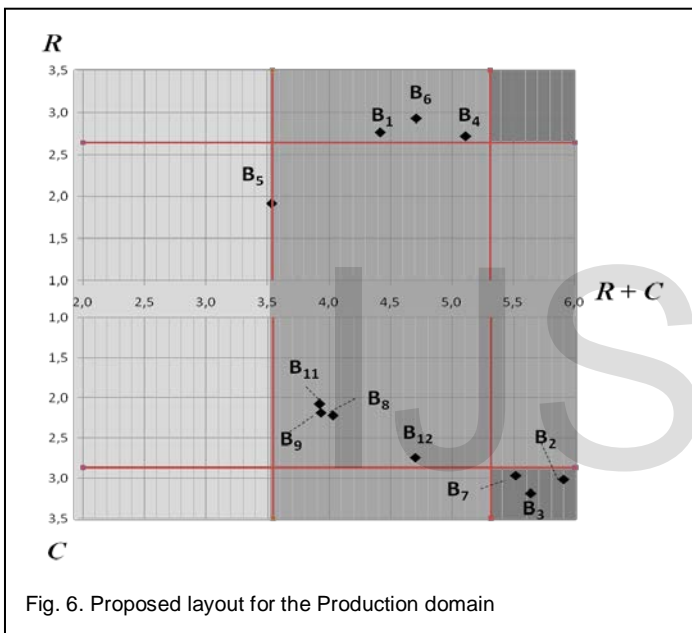 R
3,5
B₆
3,0
B₁
B₄
2,5
B₅
2,0
1,5
1,0
2,0 2,5 3,0 3,5 4,0 4,5 5,0 5,5 6,0 R + C
1,0
1,5
B₁₁
2,0
B₈
B₉
B₁₂
2,5
B₂
3,0
B₇
B₃
3,5
C
IJS
Fig. 6. Proposed layout for the Production domain